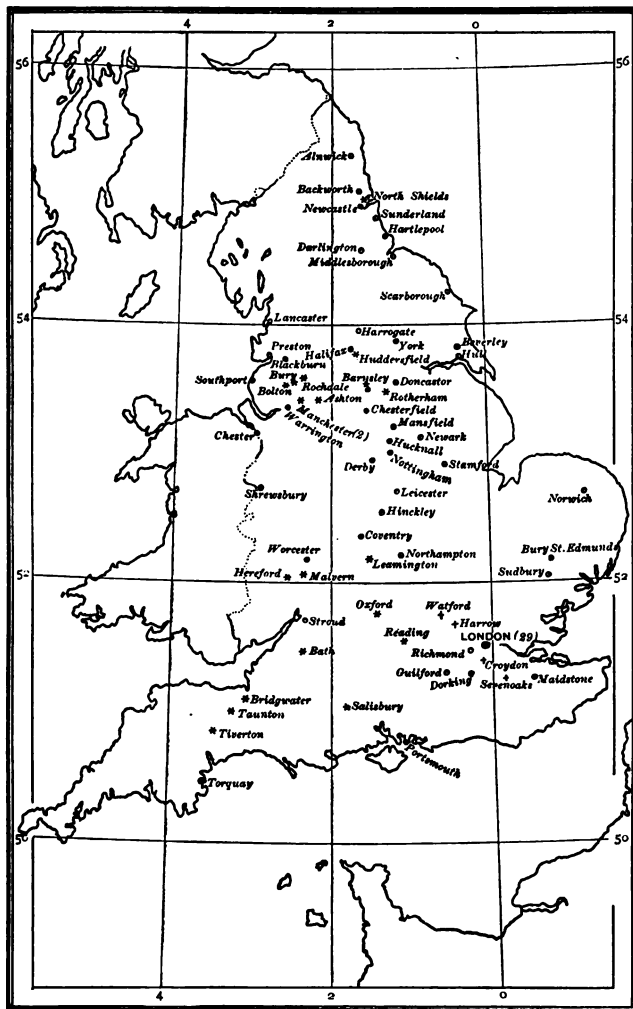 4 2 0
56 56
Alnwick
Backworth
North Shields
Newcastle
Sunderland
Hartlepool
Darlington
Middlesborough
Scarborough
54 54
Lancaster
Harrogate
York
Beverley
Hull
Preston
Halifax
Huddersfield
Blackburn
Bury
Southport
Rochdale
Barnsley
Doncastor
Bolton
Ashton
Rotherham
Manchester (2)
Chesterfield
Warrington
Mansfield
Chester
Newark
Hucknall
Nottingham
Derby
Stamford
Shrewsbury
Leicester
Norwich
Hinckley
Coventry
Worcester
Northampton
Bury St. Edmunds
Leamington
Hereford
Malvern
Sudbury
52 52
Oxford
Watford
Stroud
Harrow
Reading
LONDON (29)
Bath
Richmond
Croydon
Guilford
Dorking
Sevenoaks
Maidstone
Bridgwater
Taunton
Salisbury
Tiverton
Portsmouth
Torquay
50 50
4 2 0